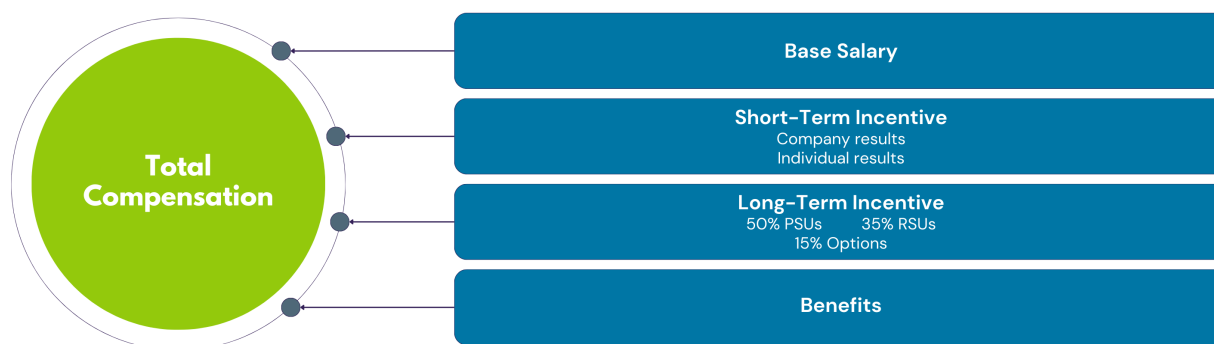 Total
Compensation
Base Salary
Short-Term Incentive
Company results
Individual results
Long-Term Incentive
50% PSUs 35% RSUs
15% Options
Benefits